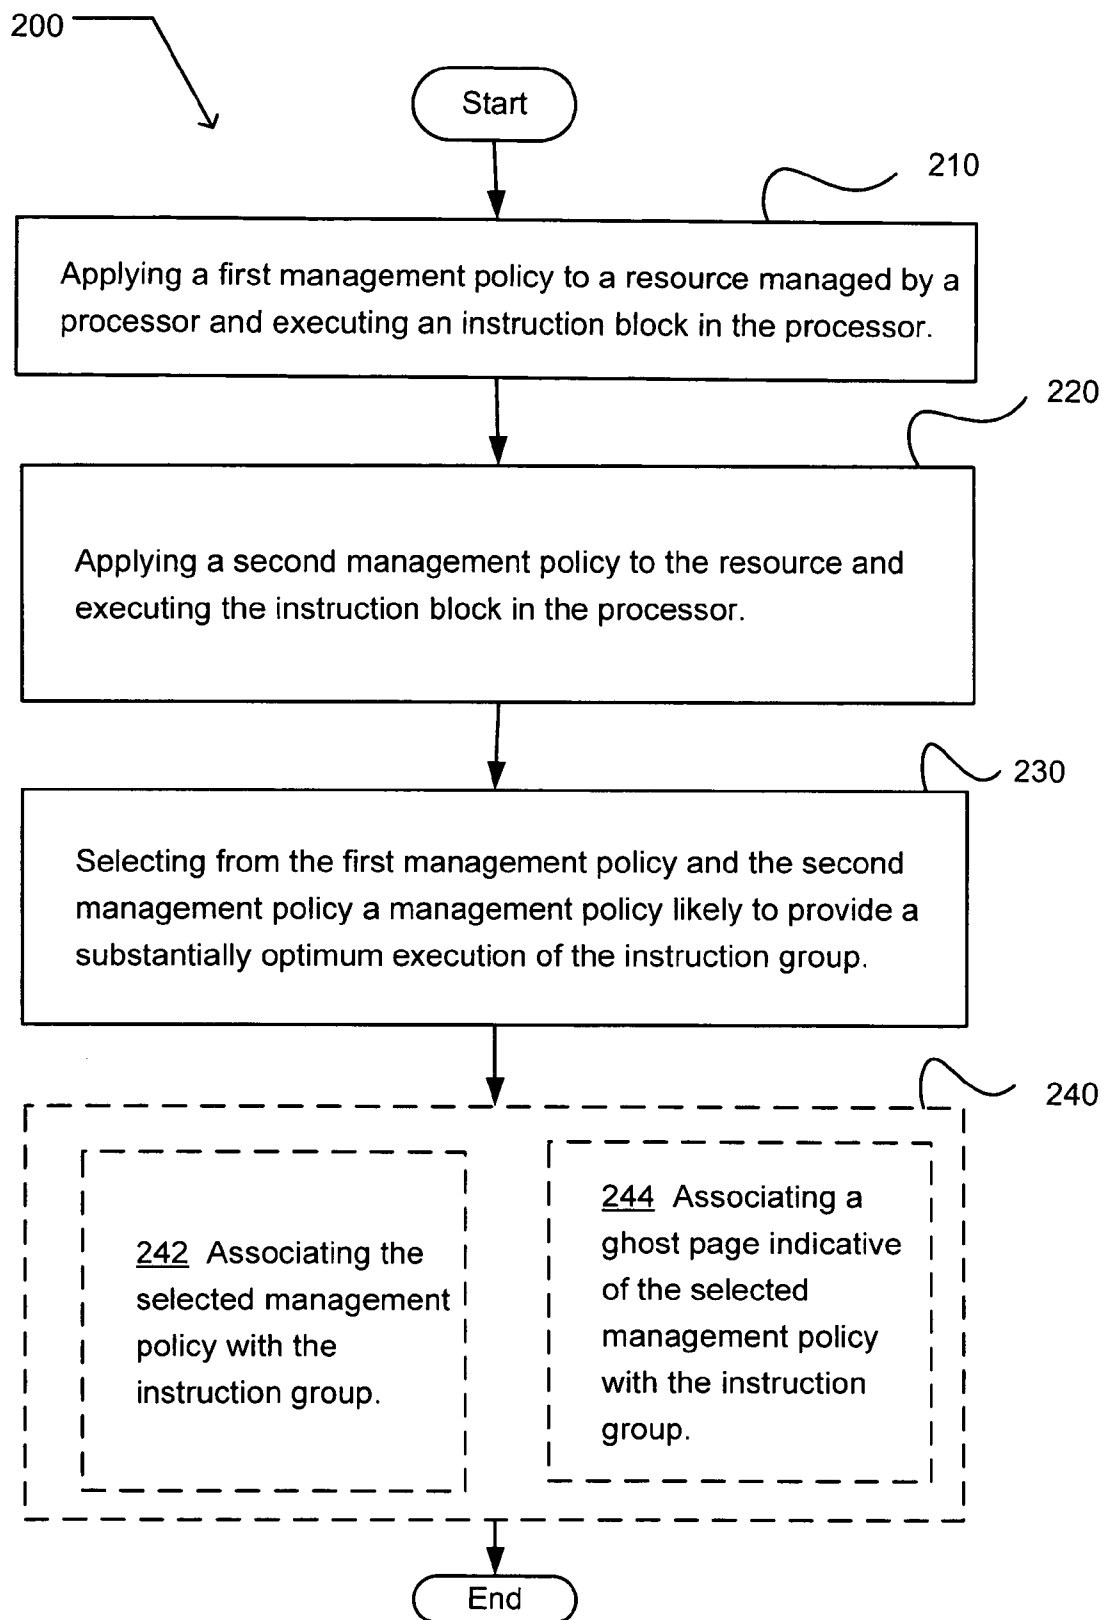 200
Start
210
Applying a first management policy to a resource managed by a
processor and executing an instruction block in the processor.
220
Applying a second management policy to the resource and
executing the instruction block in the processor.
230
Selecting from the first management policy and the second
management policy a management policy likely to provide a
substantially optimum execution of the instruction group.
240
242 Associating the
selected management
policy with the
instruction group.
244 Associating a
ghost page indicative
of the selected
management policy
with the instruction
group.
End